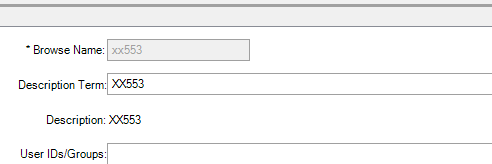 * Browse Name: xx553
Description Term: XX553
Description: XX553
User IDs/Groups: